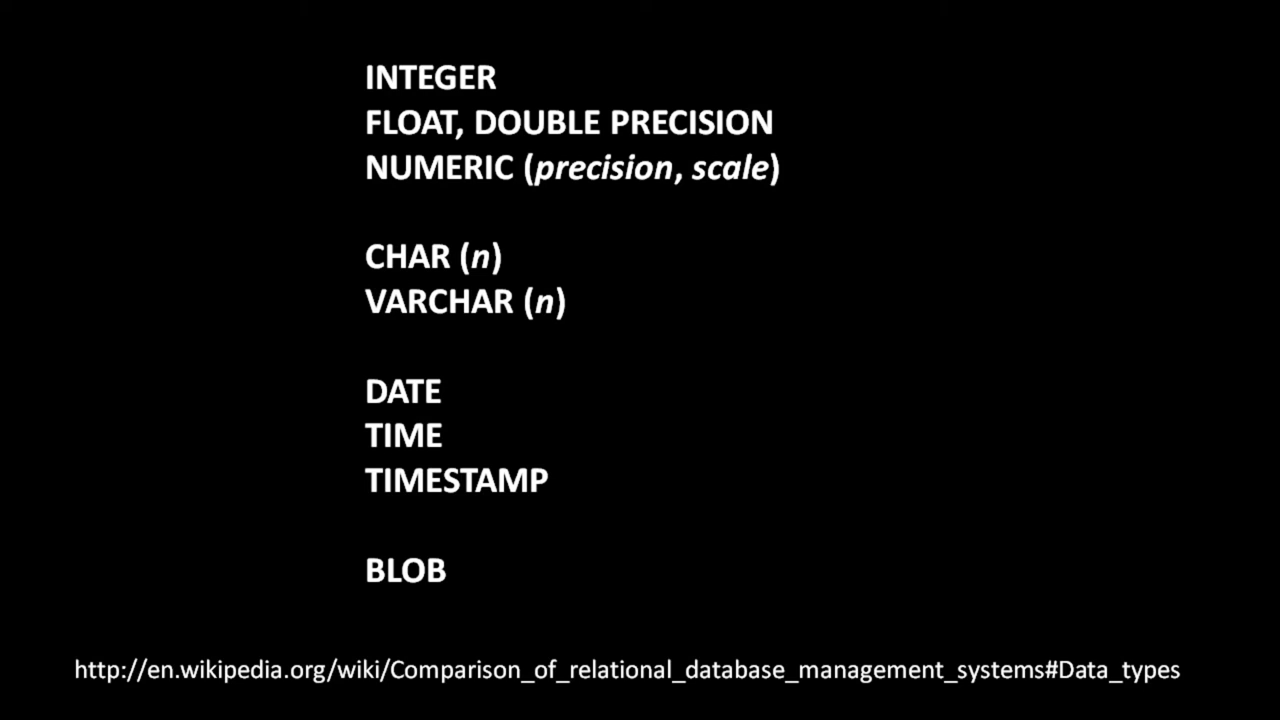 INTEGER
FLOAT, DOUBLE PRECISION
NUMERIC (precision, scale)
CHAR (n)
VARCHAR (n)
DATE
TIME
TIMESTAMP
BLOB
http://en.wikipedia.org/wiki/Comparison_of_relational_database_management_systems#Data_types